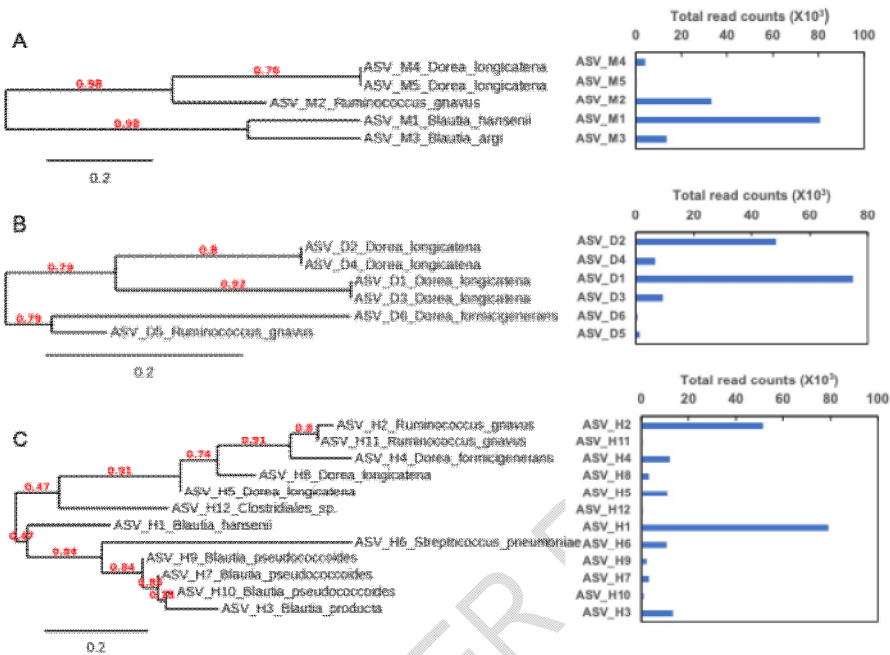 A
0.98
0.76
ASV_M4_Dorea_longicatena
ASV_M5_Dorea_longicatena
ASV_M2_Ruminococcus_gnavus
0.98
ASV_M1_Blautia_hansenii
ASV_M3_Blautia_argi
0.2
Total read counts (X10³)
0 20 40 60 80 100
ASV_M4
ASV_M5
ASV_M2
ASV_M1
ASV_M3
B
0.79
0.8
ASV_D2_Dorea_longicatena
ASV_D4_Dorea_longicatena
0.92
ASV_D1_Dorea_longicatena
ASV_D3_Dorea_longicatena
0.79
ASV_D6_Dorea_formicigenerans
ASV_D5_Ruminococcus_gnavus
0.2
Total read counts (X10³)
0 20 40 60 80
ASV_D2
ASV_D4
ASV_D1
ASV_D3
ASV_D6
ASV_D5
C
0.47
0.91
0.74
0.91
0.8
ASV_H2_Ruminococcus_gnavus
ASV_H11_Ruminococcus_gnavus
ASV_H4_Dorea_formicigenerans
ASV_H8_Dorea_longicatena
ASV_H5_Dorea_longicatena
ASV_H12_Clostridiales_sp.
ASV_H1_Blautia_hansenii
0.84
ASV_H6_Streptococcus_pneumoniae
0.84
ASV_H9_Blautia_pseudococcoides
ASV_H7_Blautia_pseudococcoides
ASV_H10_Blautia_pseudococcoides
ASV_H3_Blautia_producta
0.2
Total read counts (X10³)
0 20 40 60 80 100
ASV_H2
ASV_H11
ASV_H4
ASV_H8
ASV_H5
ASV_H12
ASV_H1
ASV_H6
ASV_H9
ASV_H7
ASV_H10
ASV_H3